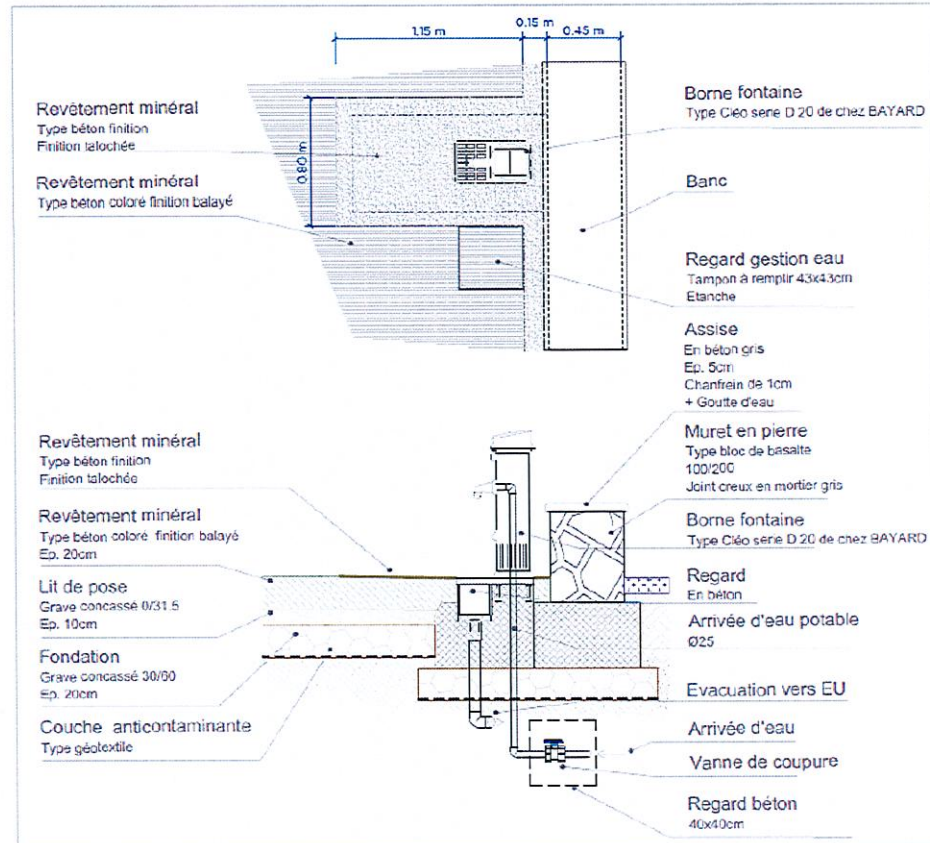 1.15 m
0.15 m
0.45 m
Revêtement minéral
Type béton finition
Finition talochée
0.80 m
Revêtement minéral
Type béton coloré finition balayé
Borne fontaine
Type Cléo serie D 20 de chez BAYARD
Banc
Regard gestion eau
Tampon à remplir 43x43cm
Etanche
Assise
En béton gris
Ep. 5cm
Chanfrein de 1cm
+ Goutte d'eau
Revêtement minéral
Type béton finition
Finition talochée
Revêtement minéral
Type béton coloré finition balayé
Ep. 20cm
Lit de pose
Grave concassé 0/31.5
Ep. 10cm
Fondation
Grave concassé 30/60
Ep. 20cm
Couche anticontaminante
Type géotextile
Muret en pierre
Type bloc de basalte
100/200
Joint creux en mortier gris
Borne fontaine
Type Cléo serie D 20 de chez BAYARD
Regard
En béton
Arrivée d'eau potable
Ø25
Evacuation vers EU
Arrivée d'eau
Vanne de coupure
Regard béton
40x40cm